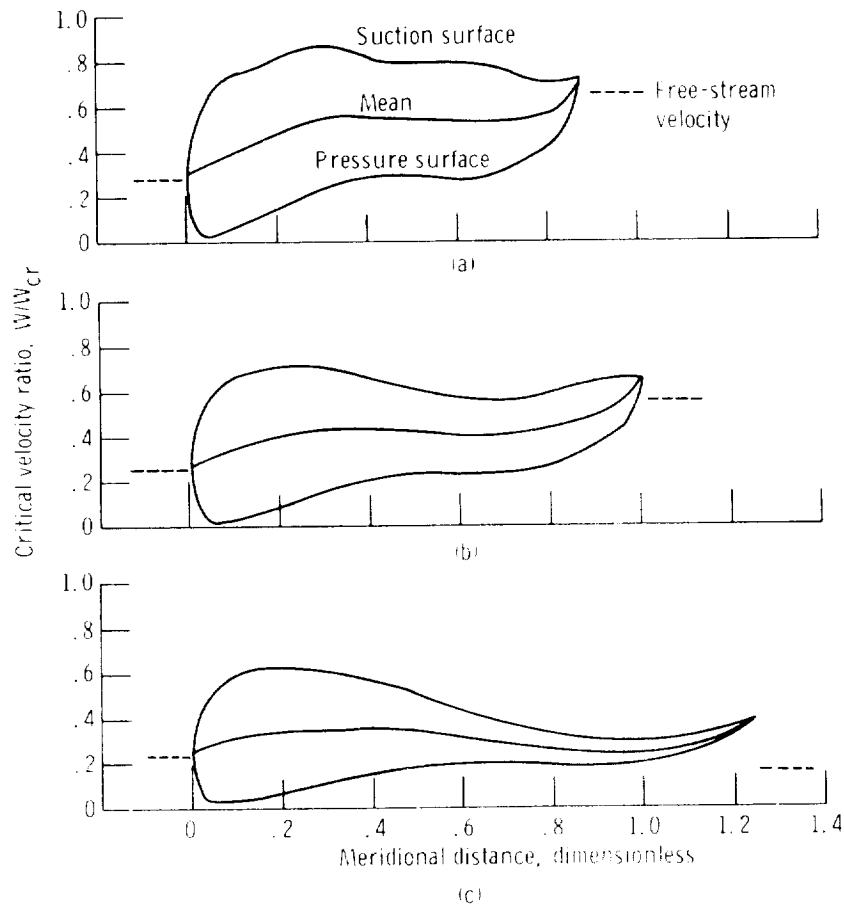 1.0
.8
.6
.4
.2
0
Suction surface
Mean
Pressure surface
Free-stream
velocity
(a)
1.0
.8
.6
.4
.2
0
(b)
Critical velocity ratio, W/Wcr
1.0
.8
.6
.4
.2
0
0 .2 .4 .6 .8 1.0 1.2 1.4
Meridional distance, dimensionless
(c)